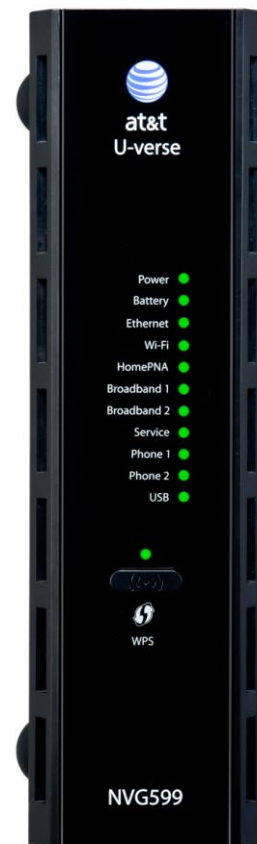 at&t
U-verse
Power
Battery
Ethernet
Wi-Fi
HomePNA
Broadband 1
Broadband 2
Service
Phone 1
Phone 2
USB
WPS
NVG599